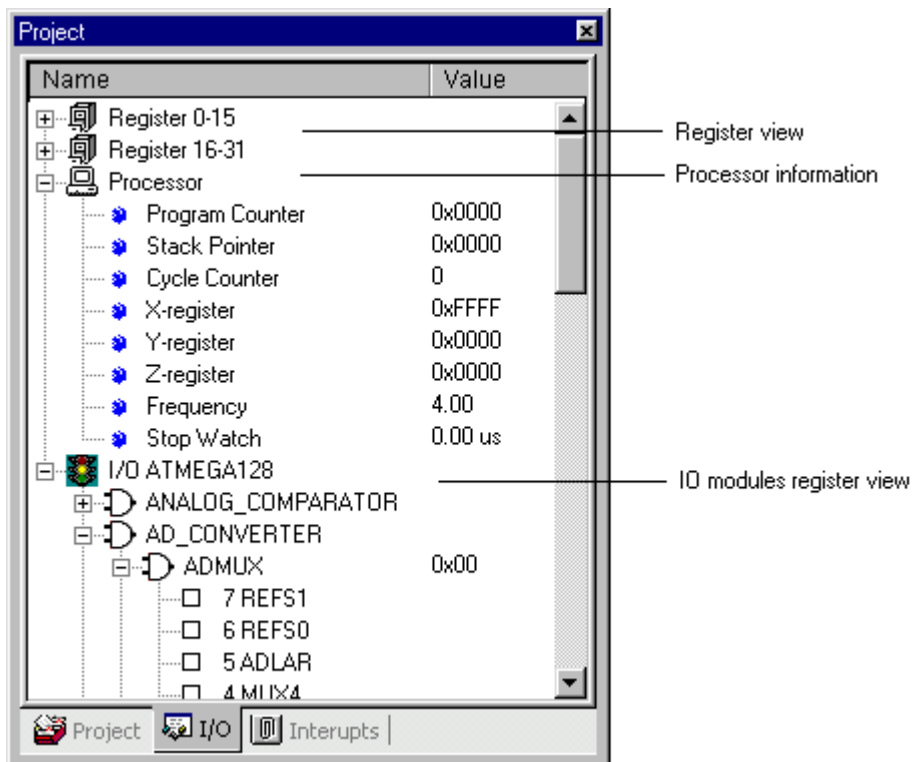 Project
Name Value
Register 0-15
Register view
Register 16-31
Processor
Processor information
Program Counter 0x0000
Stack Pointer 0x0000
Cycle Counter 0
X-register 0xFFFF
Y-register 0x0000
Z-register 0x0000
Frequency 4.00
Stop Watch 0.00 us
I/O ATMEGA128
IO modules register view
ANALOG_COMPARATOR
AD_CONVERTER
ADMUX 0x00
7 REFS1
6 REFS0
5 ADLAR
4 MUX4
Project I/O Interupts